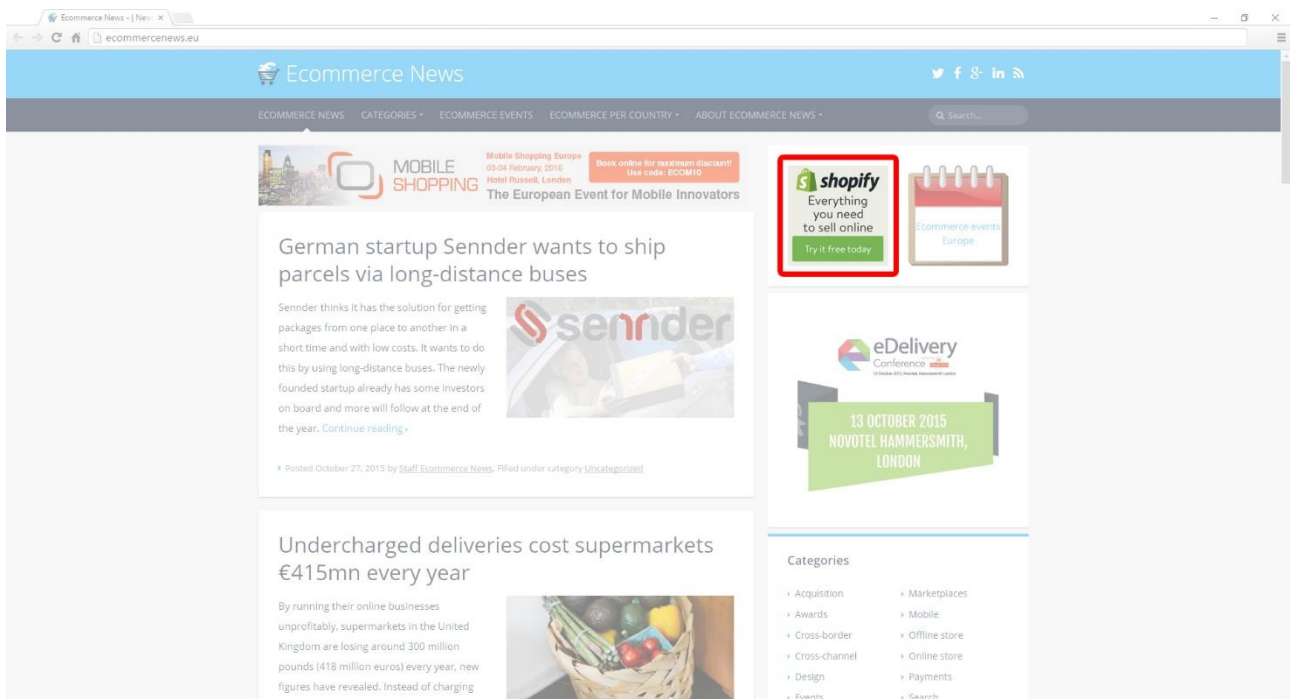 Ecommerce News - | New
ecommercenews.eu
Ecommerce News
ECOMMERCE NEWS CATEGORIES ECOMMERCE EVENTS ECOMMERCE PER COUNTRY ABOUT ECOMMERCE NEWS
Search...
MOBILE
SHOPPING
Mobile Shopping Europe
03-04 February, 2016
Hotel Russell, London
Book online for maximum discount!
Use code: ECOM10
The European Event for Mobile Innovators
German startup Sennder wants to ship
parcels via long-distance buses
Sennder thinks it has the solution for getting
packages from one place to another in a
short time and with low costs. It wants to do
this by using long-distance buses. The newly
founded startup already has some investors
on board and more will follow at the end of
the year. Continue reading ›
sennder
Posted October 27, 2015 by Staff Ecommerce News. Filled under category Uncategorized
Undercharged deliveries cost supermarkets
€415mn every year
By running their online businesses
unprofitably, supermarkets in the United
Kingdom are losing around 300 million
pounds (418 million euros) every year, new
figures have revealed. Instead of charging
shopify
Everything
you need
to sell online
Try it free today
Ecommerce events
Europe
eDelivery
Conference
13 OCTOBER 2015
NOVOTEL HAMMERSMITH,
LONDON
Categories
Acquisition
Awards
Cross-border
Cross-channel
Design
Events
Marketplaces
Mobile
Offline store
Online store
Payments
Search